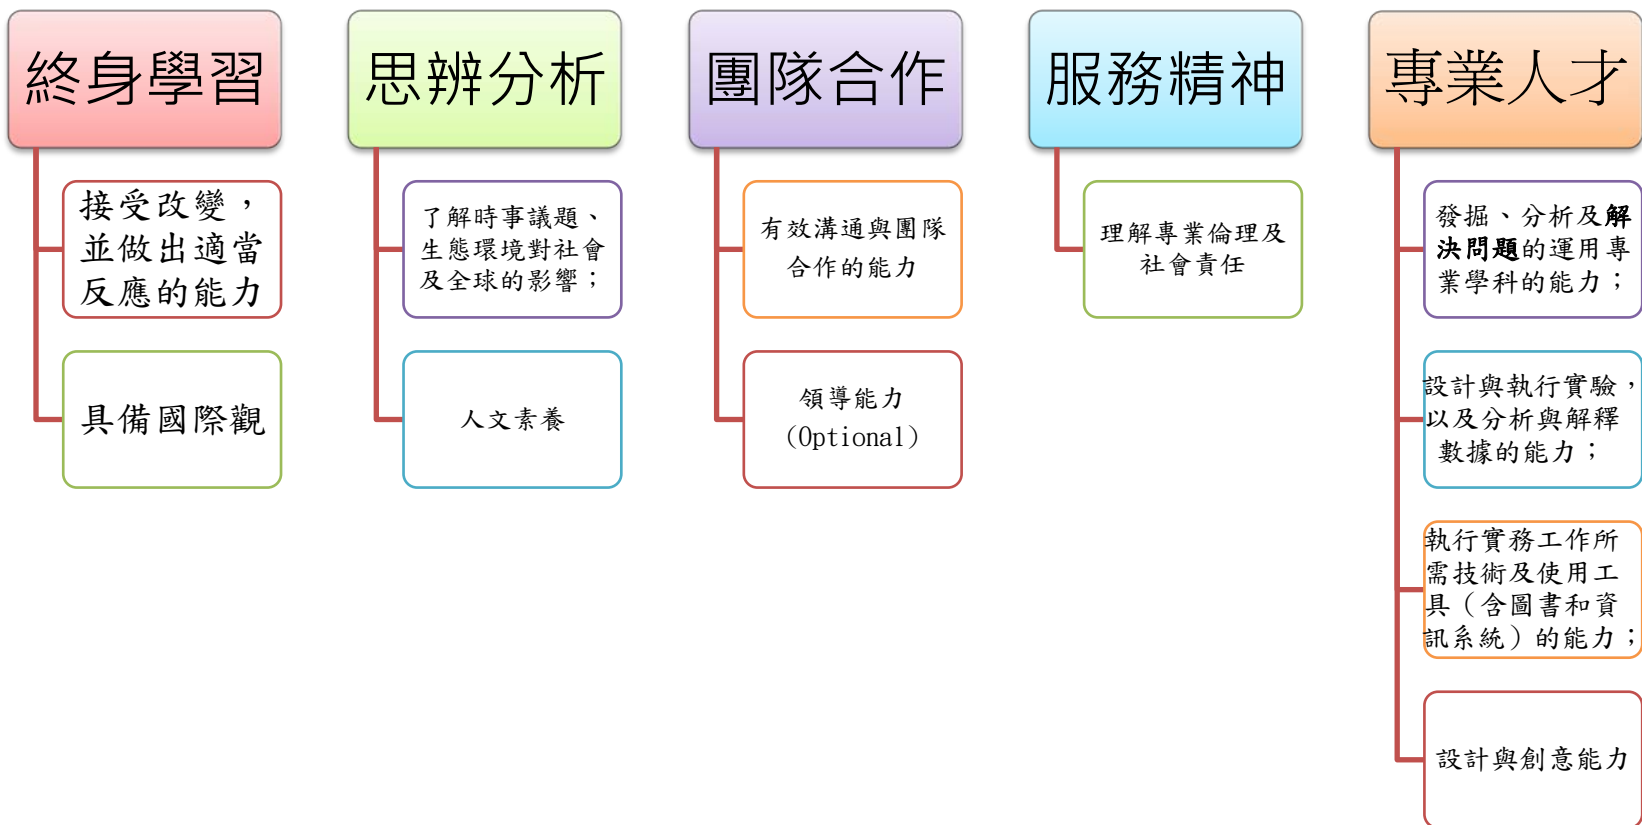 終身學習
接受改變，
並做出適當
反應的能力
具備國際觀
思辨分析
了解時事議題、
生態環境對社會
及全球的影響；
人文素養
團隊合作
有效溝通與團隊
合作的能力
領導能力
(Optional)
服務精神
理解專業倫理及
社會責任
專業人才
發掘、分析及解
決問題的運用專
業學科的能力；
設計與執行實驗，
以及分析與解釋
數據的能力；
執行實務工作所
需技術及使用工
具（含圖書和資
訊系統）的能力；
設計與創意能力